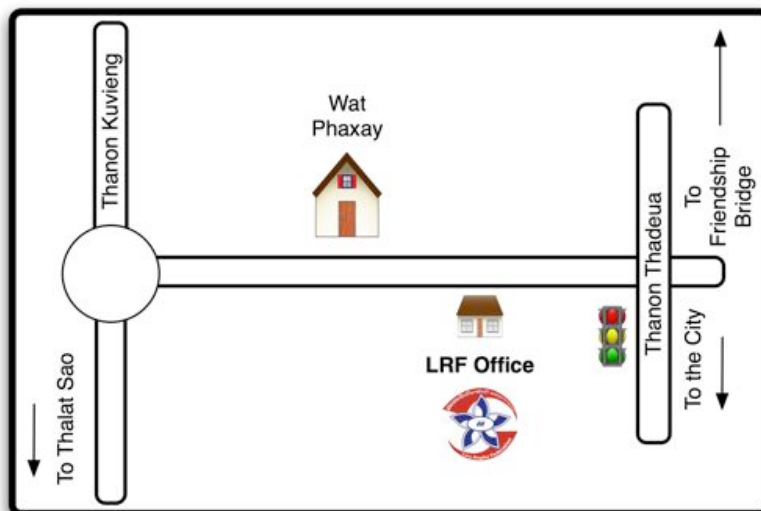 Thanon Kuvieng
Wat
Phaxay
To
Friendship
Bridge
Thanon Thadeua
LRF Office
To the City
To Thalat Sao